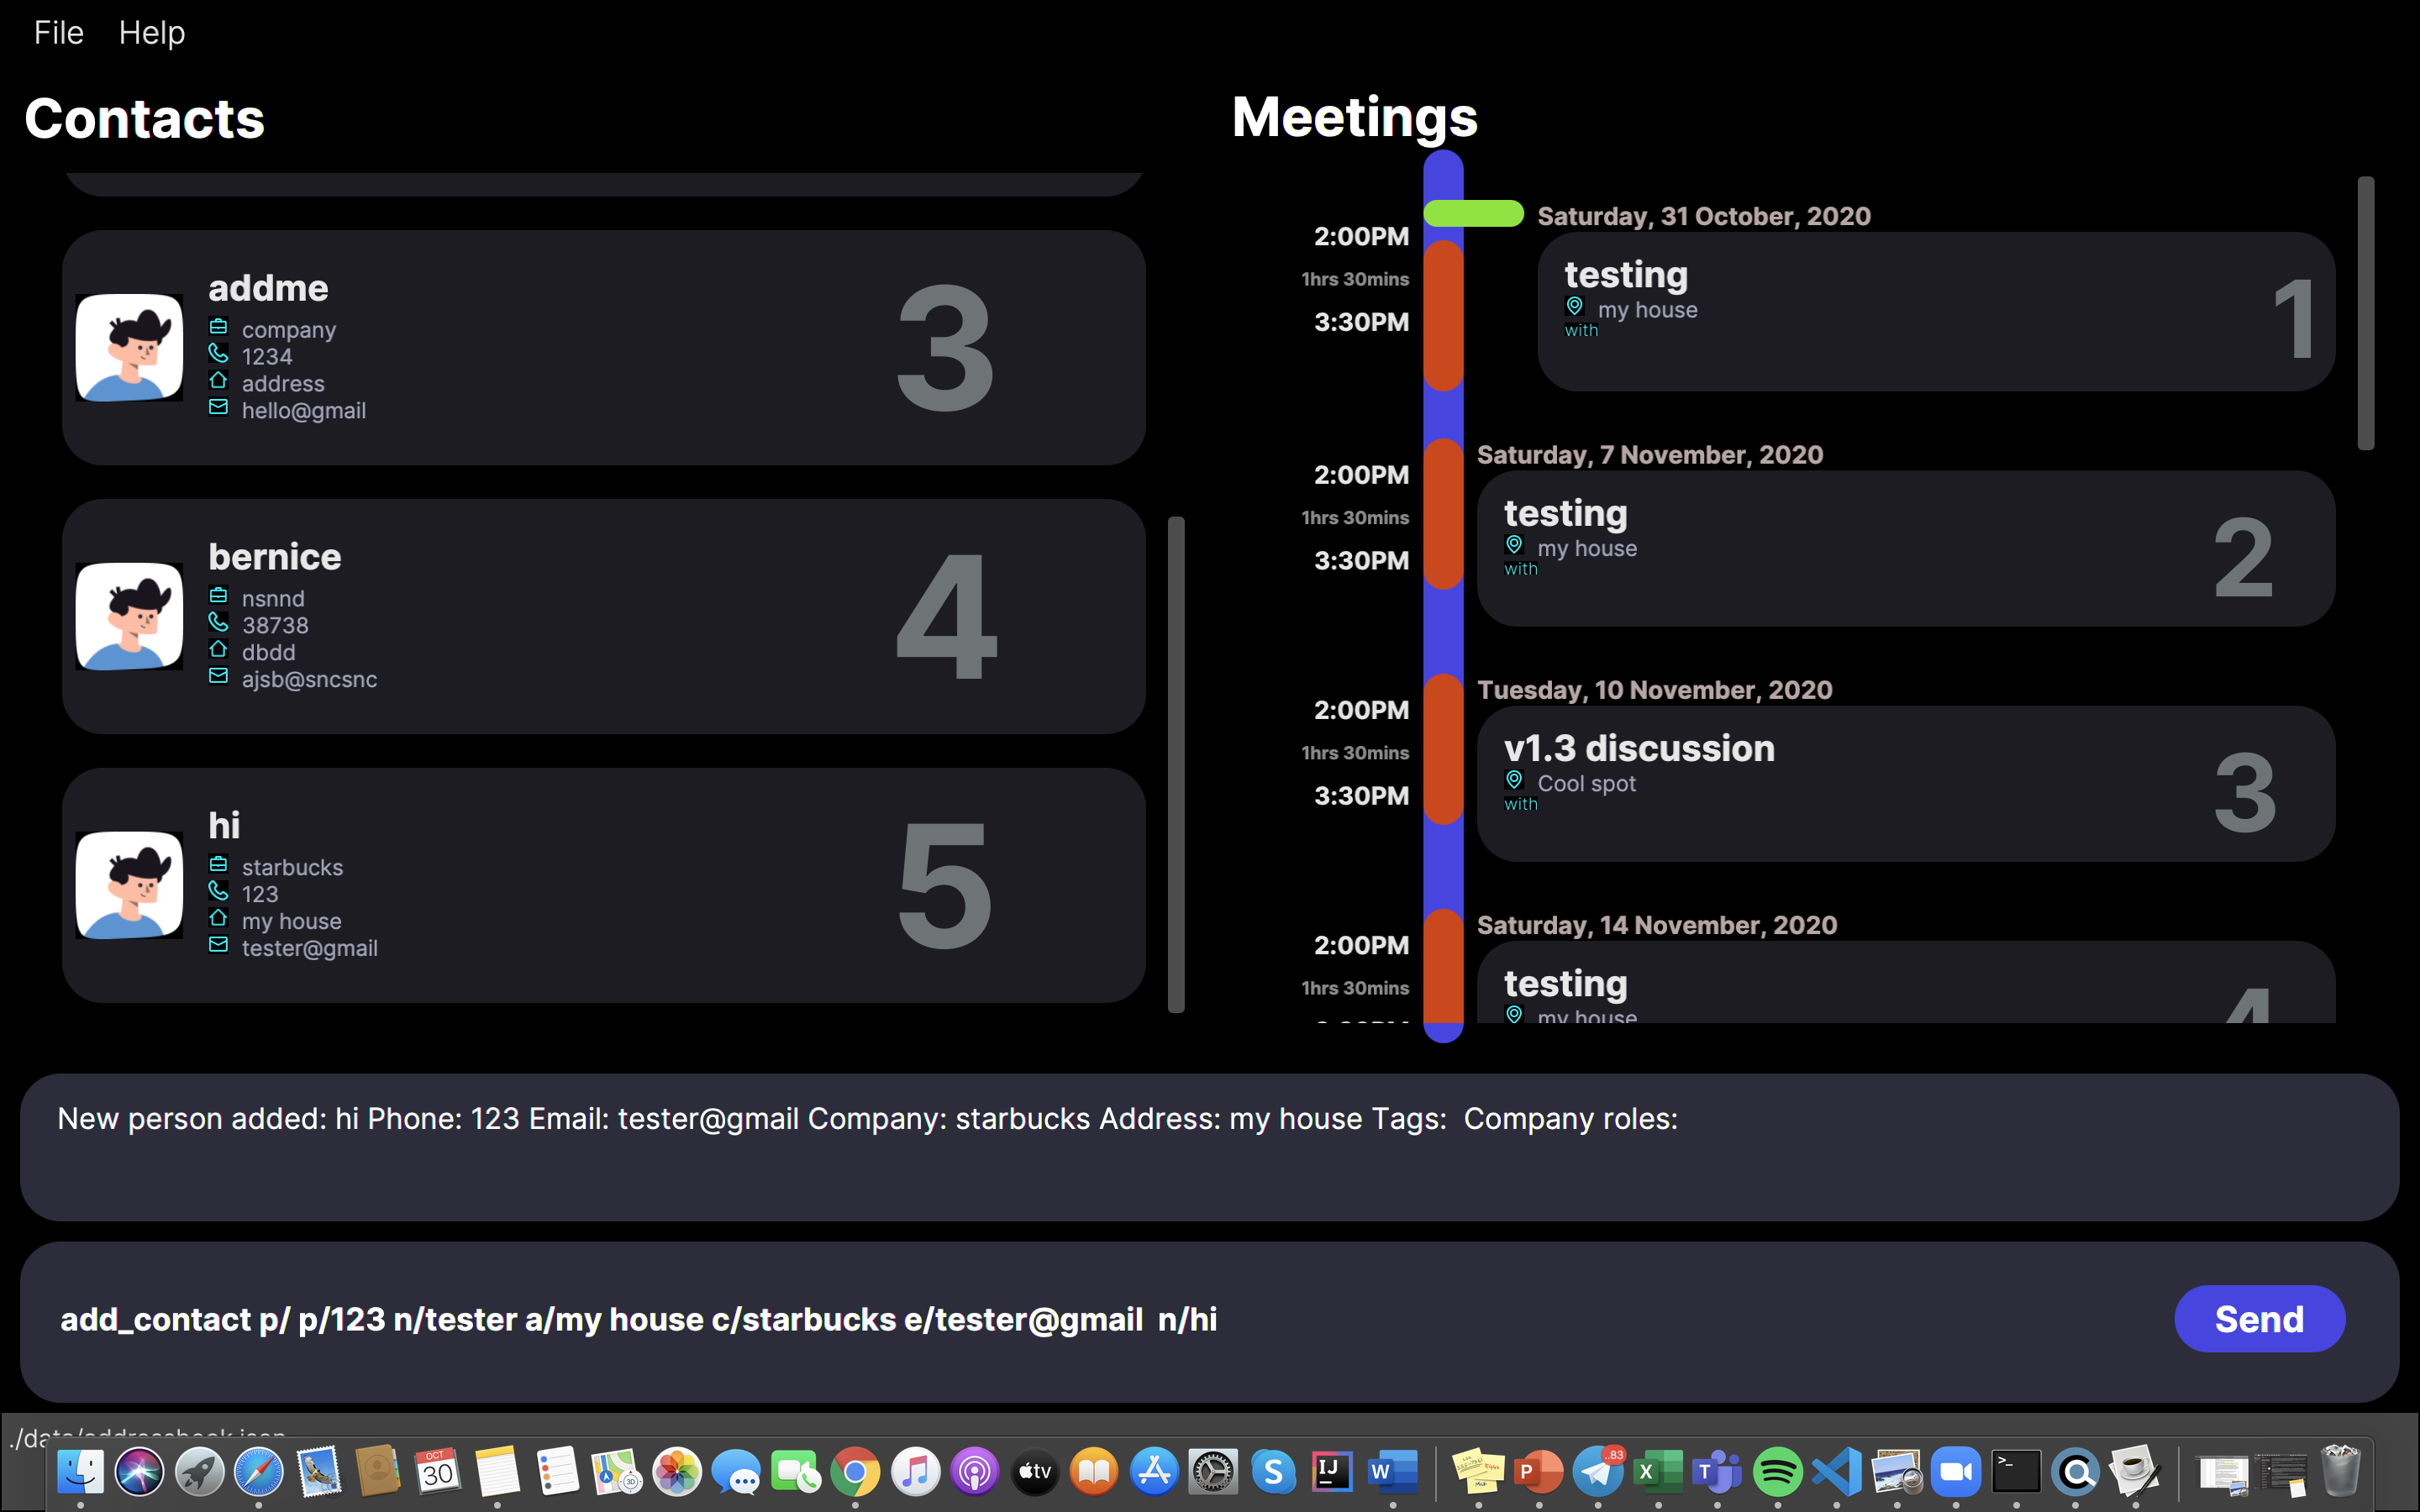 File Help
Contacts
addme
company
1234
address
hello@gmail
3
bernice
nsnnd
38738
dbdd
ajsb@sncsnc
4
hi
starbucks
123
my house
tester@gmail
5
Meetings
Saturday, 31 October, 2020
2:00PM
1hrs 30mins
3:30PM
testing
my house
with
1
Saturday, 7 November, 2020
2:00PM
1hrs 30mins
3:30PM
testing
my house
with
2
Tuesday, 10 November, 2020
2:00PM
1hrs 30mins
3:30PM
v1.3 discussion
Cool spot
with
3
Saturday, 14 November, 2020
2:00PM
1hrs 30mins
testing
my house
4
New person added: hi Phone: 123 Email: tester@gmail Company: starbucks Address: my house Tags:  Company roles:
add_contact p/ p/123 n/tester a/my house c/starbucks e/tester@gmail  n/hi
Send
./data/addressbook.json
OCT
30
3D
tv
S
IJ
W
P
83
X
T
>_